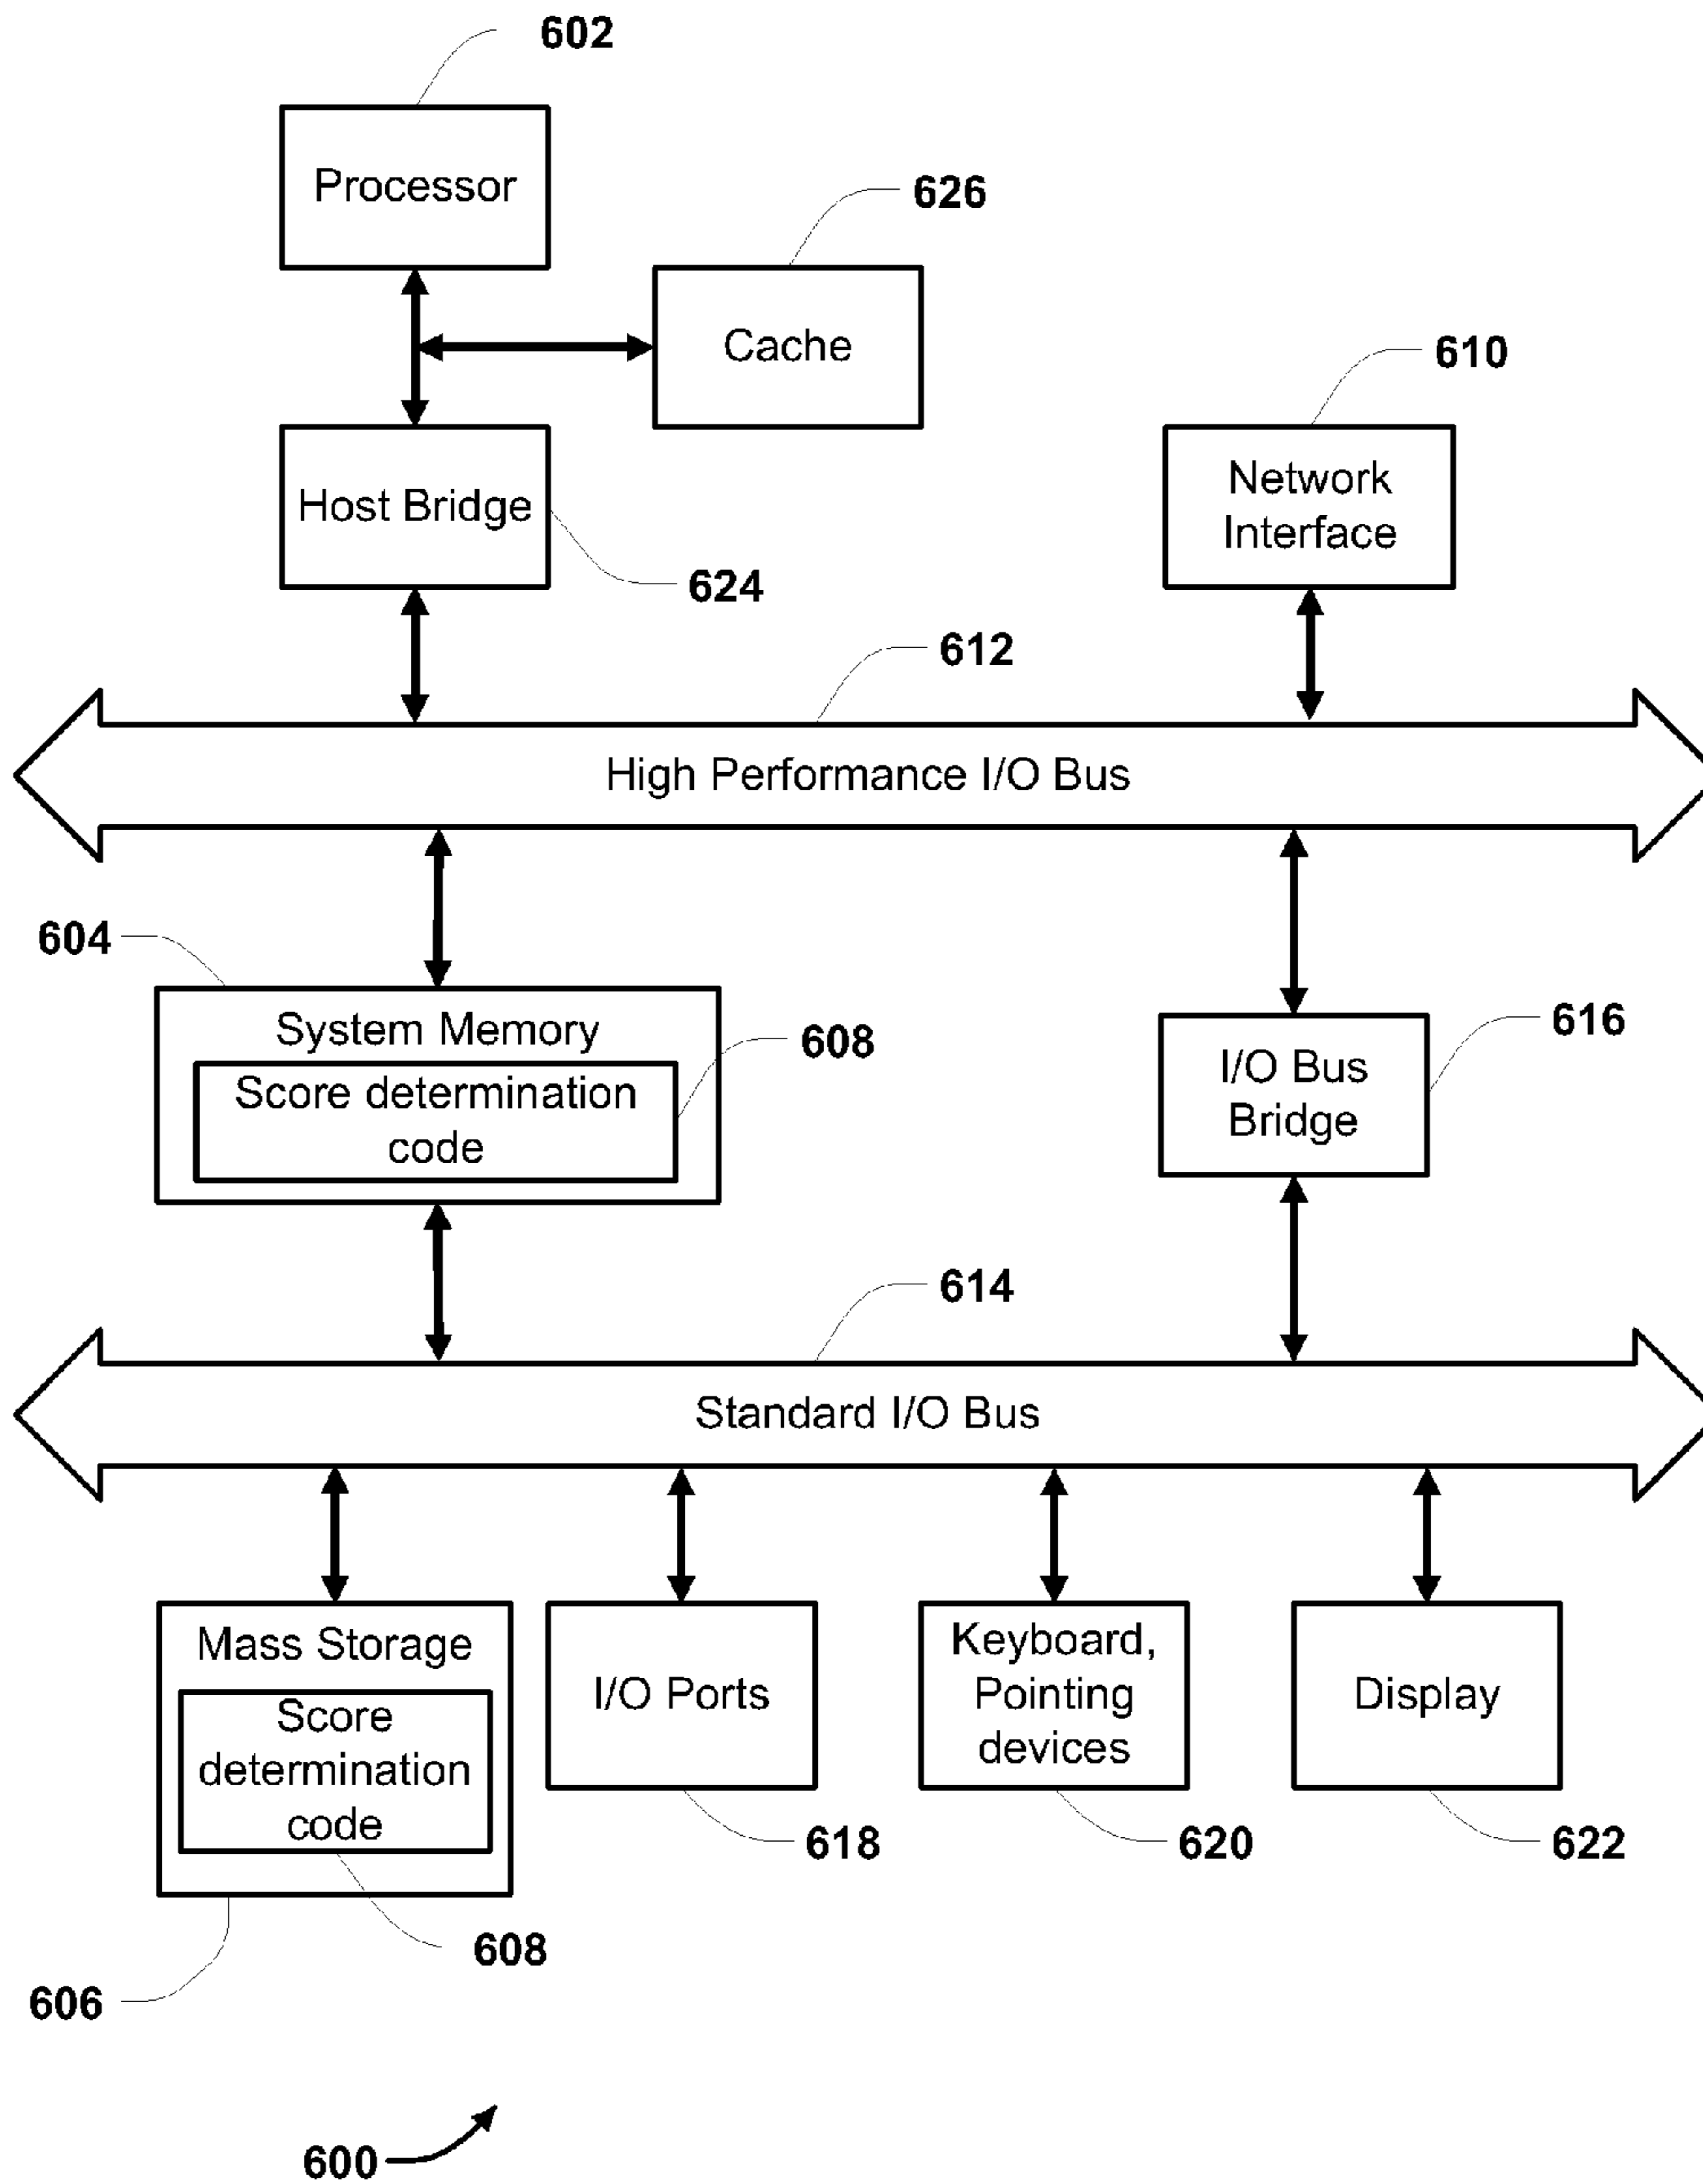 602
Processor
626
Cache
610
Network
Interface
Host Bridge
624
612
High Performance I/O Bus
604
System Memory
608
Score determination
code
616
I/O Bus
Bridge
614
Standard I/O Bus
Mass Storage
Score
determination
code
I/O Ports
Keyboard,
Pointing
devices
Display
618
620
622
608
606
600